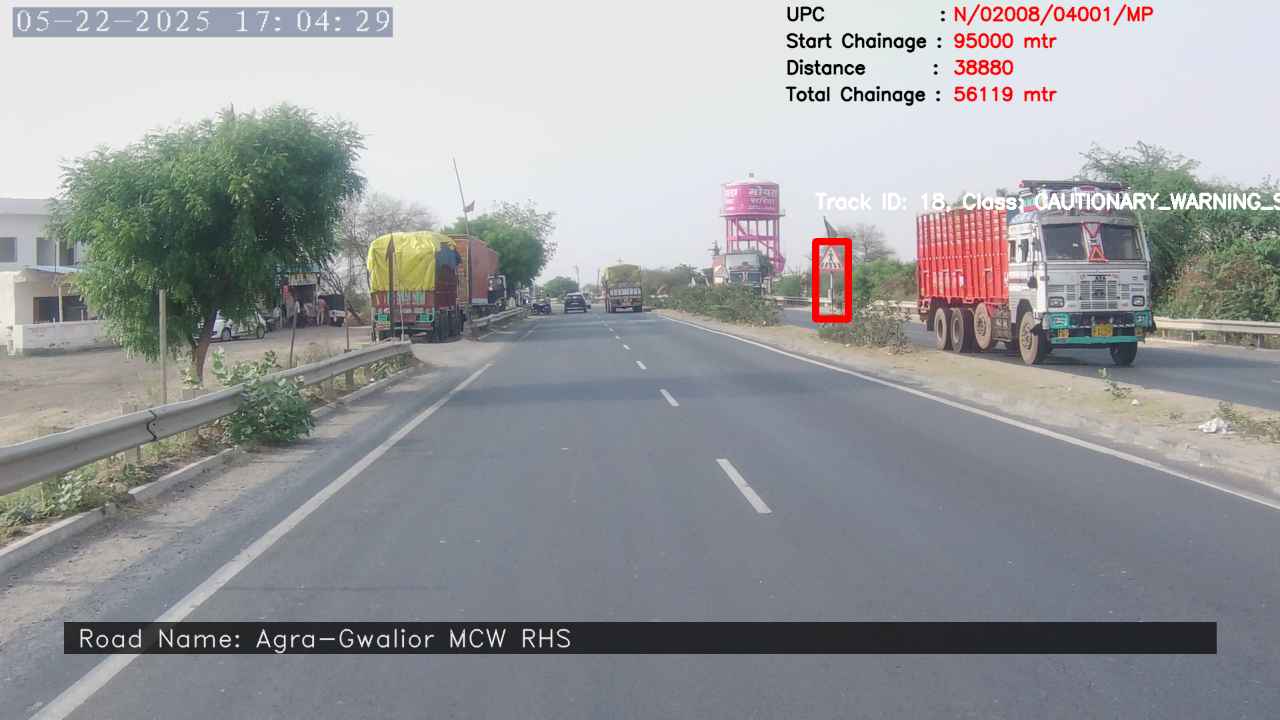 05-22-2025 17:04:29
UPC : N/02008/04001/MP
Start Chainage : 95000 mtr
Distance : 38880
Total Chainage : 56119 mtr
Track ID: 18, Class: CAUTIONARY_WARNING_S
Road Name: Agra-Gwalior MCW RHS